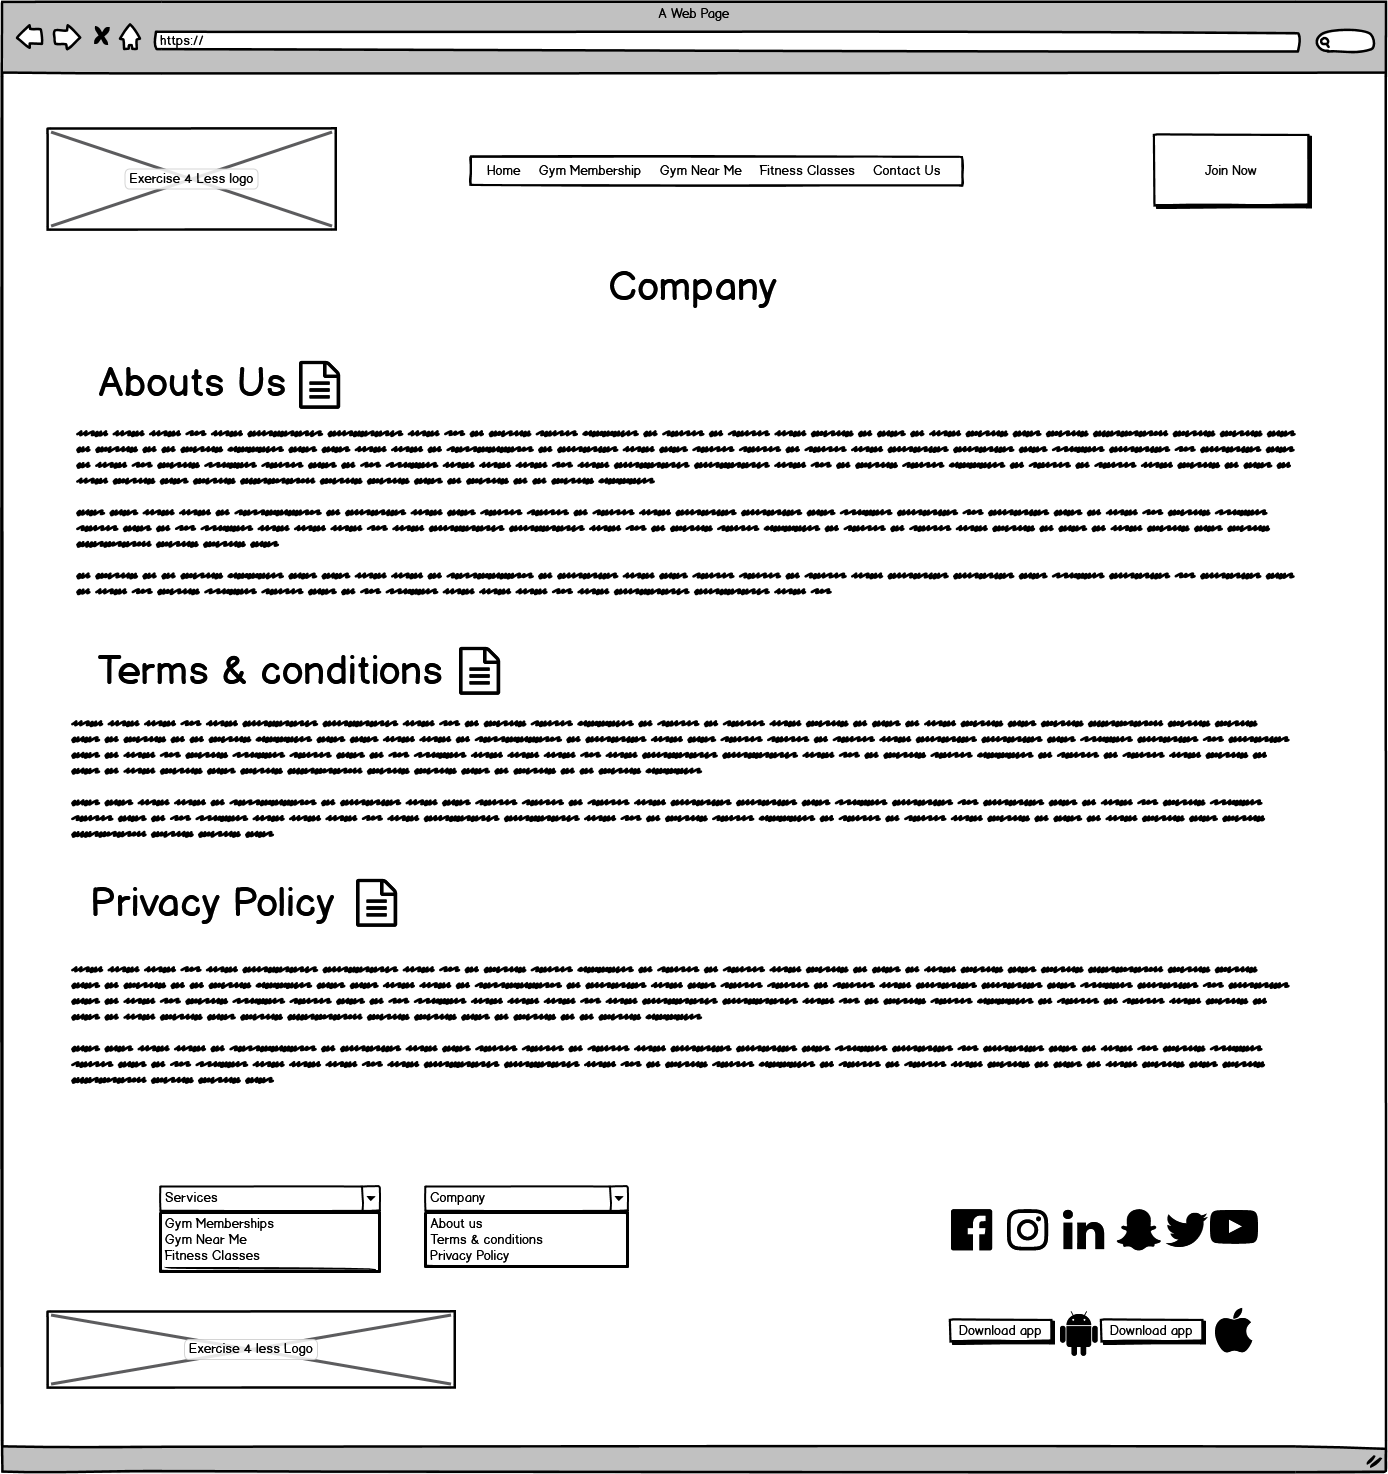 A Web Page
https://
Exercise 4 Less logo
Home Gym Membership Gym Near Me Fitness Classes Contact Us
Join Now
Company
Abouts Us
Terms & conditions
Privacy Policy
Services
Gym Memberships
Gym Near Me
Fitness Classes
Company
About us
Terms & conditions
Privacy Policy
Exercise 4 less Logo
Download app
Download app